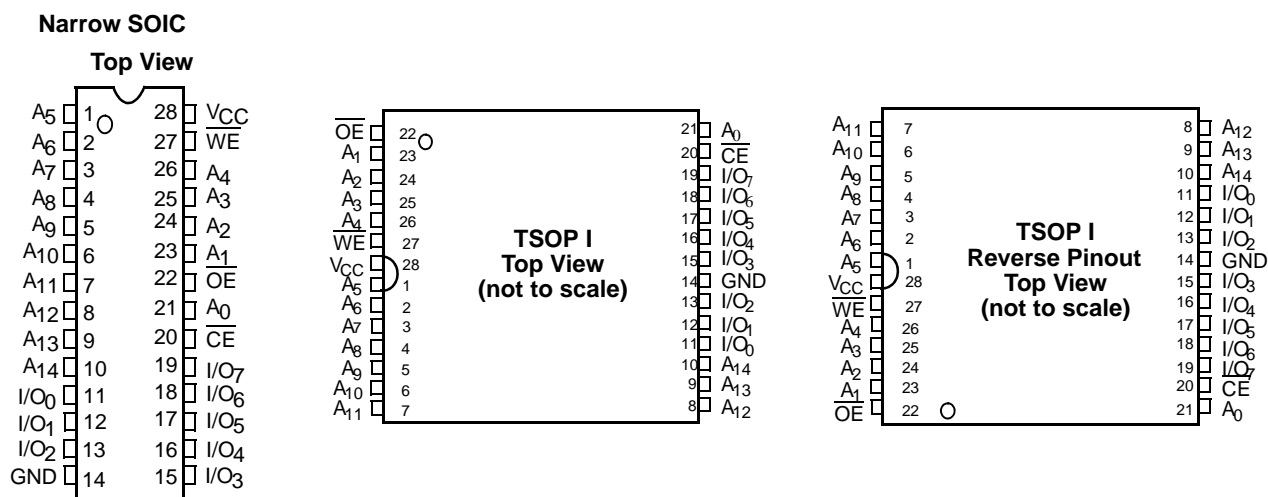 Narrow SOIC
Top View
A5 1 28 VCC
A6 2 27 W̅E̅
A7 3 26 A4
A8 4 25 A3
A9 5 24 A2
A10 6 23 A1
A11 7 22 O̅E̅
A12 8 21 A0
A13 9 20 C̅E̅
A14 10 19 I/O7
I/O0 11 18 I/O6
I/O1 12 17 I/O5
I/O2 13 16 I/O4
GND 14 15 I/O3
O̅E̅ 22 21 A0
A1 23 20 C̅E̅
A2 24 19 I/O7
A3 25 18 I/O6
A4 26 17 I/O5
W̅E̅ 27 16 I/O4
VCC 28 15 I/O3
A5 1 14 GND
A6 2 13 I/O2
A7 3 12 I/O1
A8 4 11 I/O0
A9 5 10 A14
A10 6 9 A13
A11 7 8 A12
TSOP I
Top View
(not to scale)
A11 7 8 A12
A10 6 9 A13
A9 5 10 A14
A8 4 11 I/O0
A7 3 12 I/O1
A6 2 13 I/O2
A5 1 14 GND
VCC 28 15 I/O3
W̅E̅ 27 16 I/O4
A4 26 17 I/O5
A3 25 18 I/O6
A2 24 19 I/O7
A1 23 20 C̅E̅
O̅E̅ 22 21 A0
TSOP I
Reverse Pinout
Top View
(not to scale)